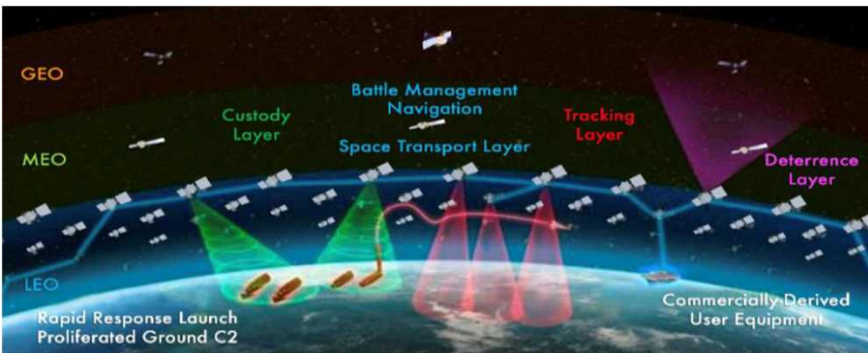 GEO
Battle Management
Navigation
Custody
Layer
Tracking
Layer
MEO
Space Transport Layer
Deterrence
Layer
LEO
Rapid Response Launch
Proliferated Ground C2
Commercially-Derived
User Equipment